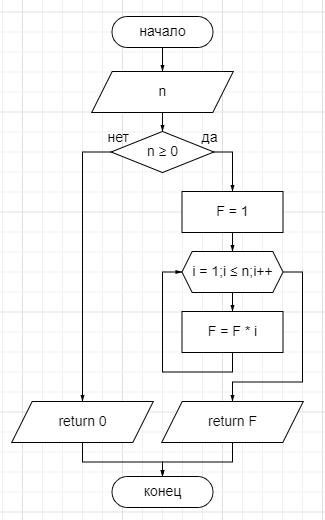 начало
n
нет
да
n ≥ 0
F = 1
i = 1;i ≤ n;i++
F = F * i
return 0
return F
конец